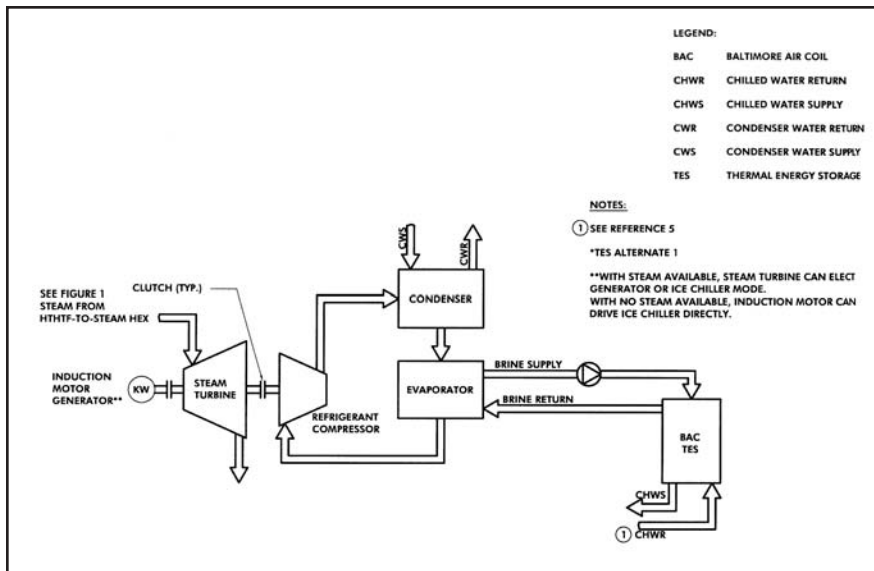 LEGEND:
BAC BALTIMORE AIR COIL
CHWR CHILLED WATER RETURN
CHWS CHILLED WATER SUPPLY
CWR CONDENSER WATER RETURN
CWS CONDENSER WATER SUPPLY
TES THERMAL ENERGY STORAGE
NOTES:
1 SEE REFERENCE 5
*TES ALTERNATE 1
**WITH STEAM AVAILABLE, STEAM TURBINE CAN ELECT
GENERATOR OR ICE CHILLER MODE.
WITH NO STEAM AVAILABLE, INDUCTION MOTOR CAN
DRIVE ICE CHILLER DIRECTLY.
CWS
CWR
SEE FIGURE 1
STEAM FROM
HTHTF-TO-STEAM HEX
CLUTCH (TYP.)
CONDENSER
INDUCTION
MOTOR
GENERATOR**
KW
STEAM
TURBINE
REFRIGERANT
COMPRESSOR
EVAPORATOR
BRINE SUPPLY
BRINE RETURN
BAC
TES
CHWS
1 CHWR